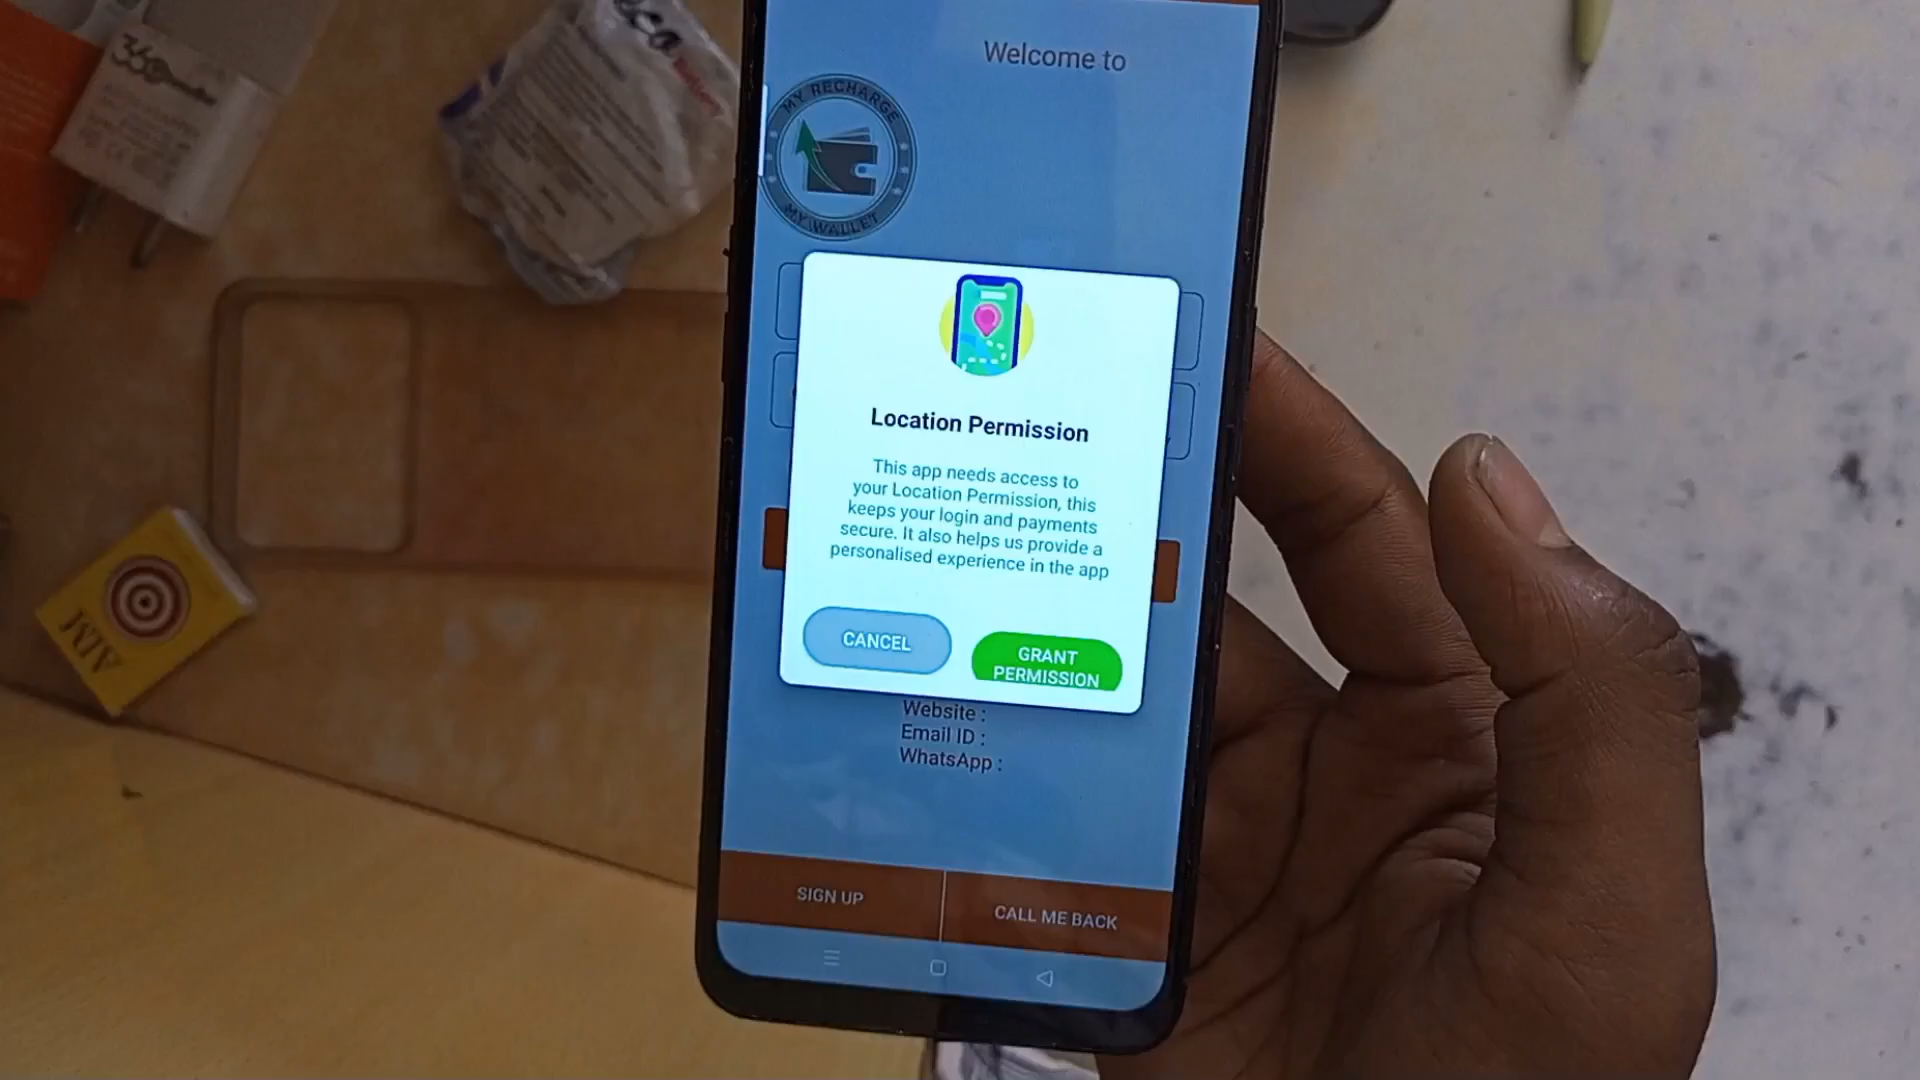 Welcome to
MY RECHARGE
MY WALLET
Location Permission
This app needs access to
your Location Permission, this
keeps your login and payments
secure. It also helps us provide a
personalised experience in the app
CANCEL
GRANT
PERMISSION
Website :
Email ID :
WhatsApp :
SIGN UP
CALL ME BACK
AIM
360